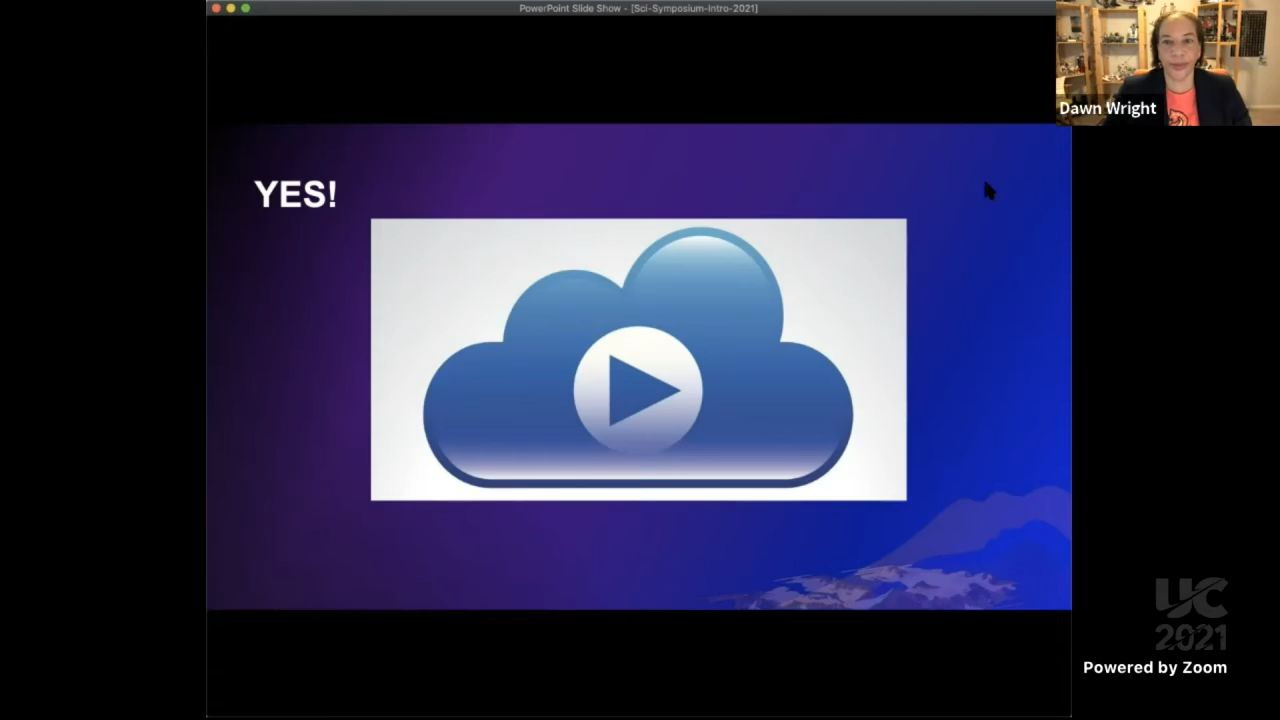 PowerPoint Slide Show - [Sci-Symposium-Intro-2021]
Dawn Wright
YES!
UC
2021
Powered by Zoom